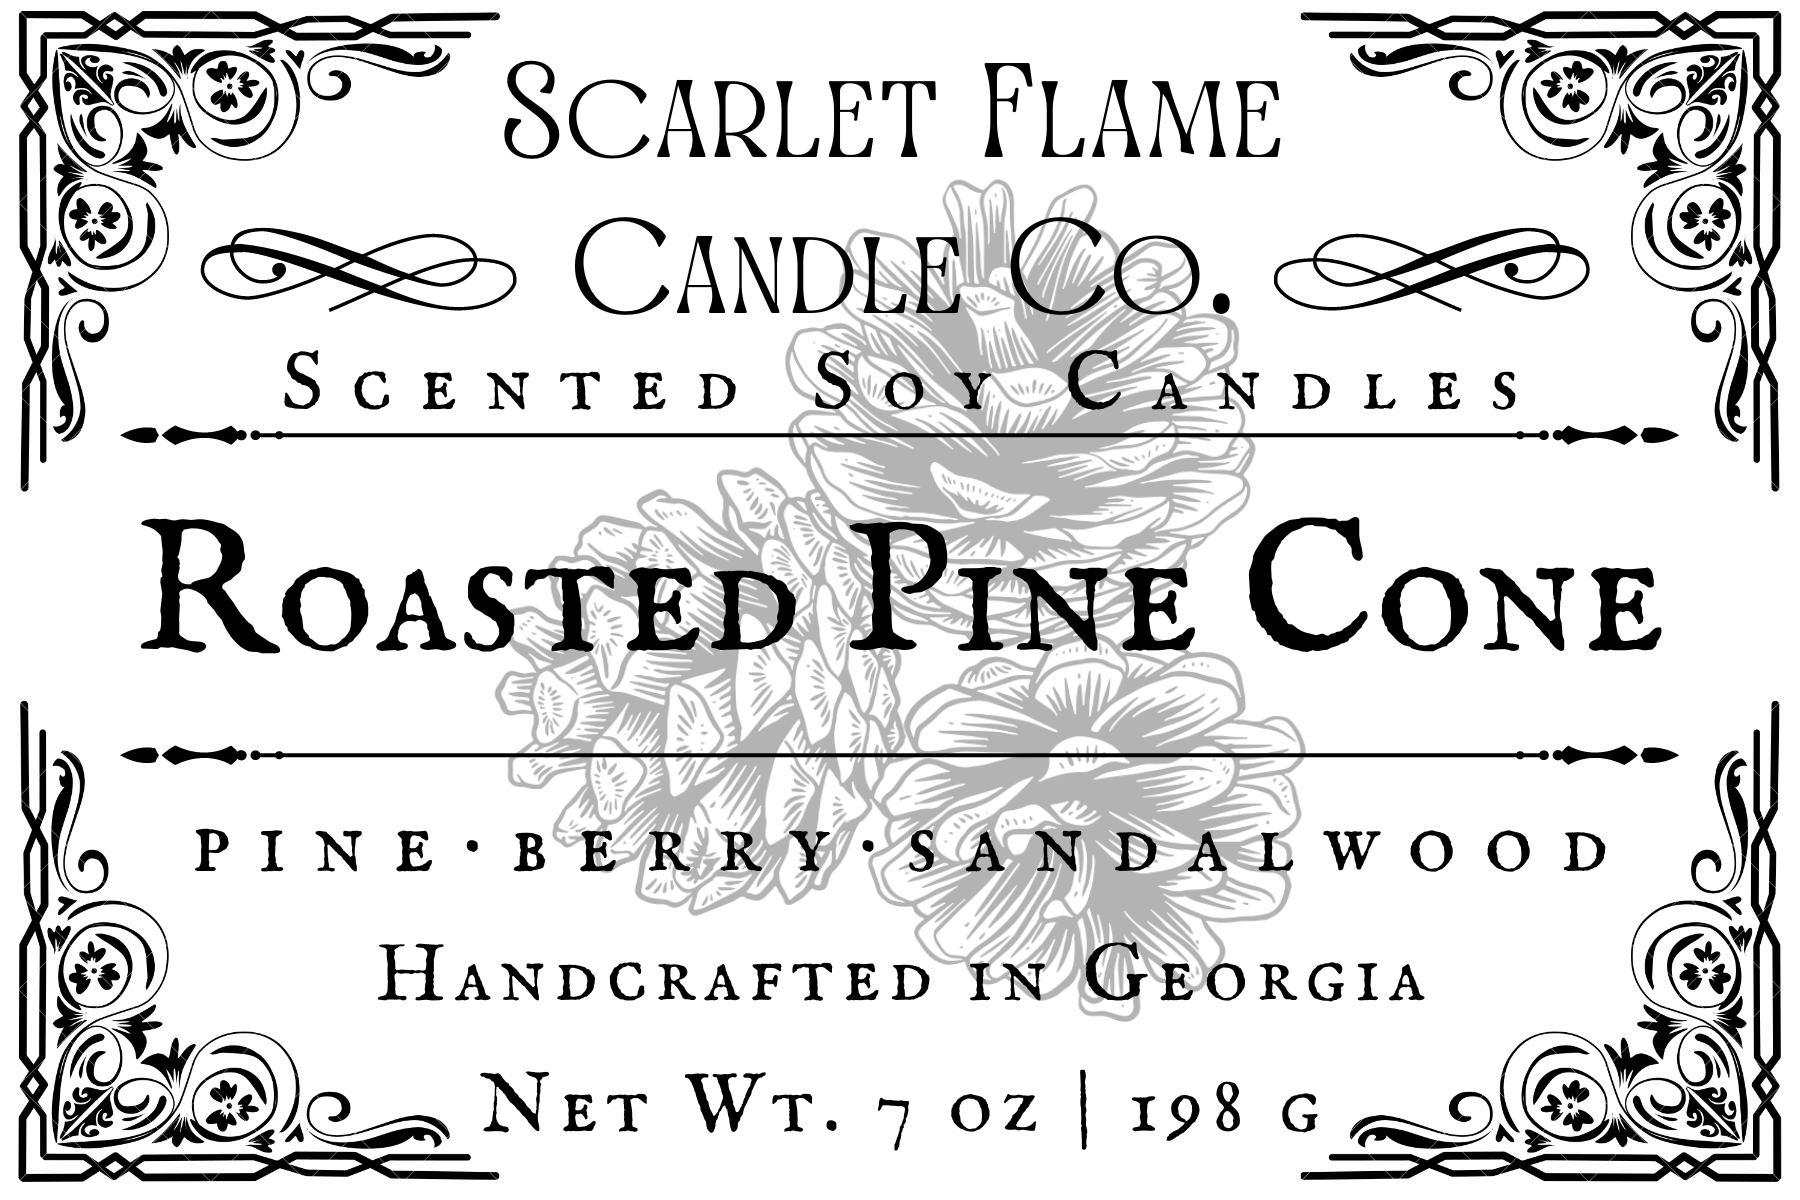 Scarlet Flame
Candle Co.
Scented Soy Candles
Roasted Pine Cone
PINE·BERRY·SANDALWOOD
Handcrafted in Georgia
Net Wt. 7 oz | 198 g